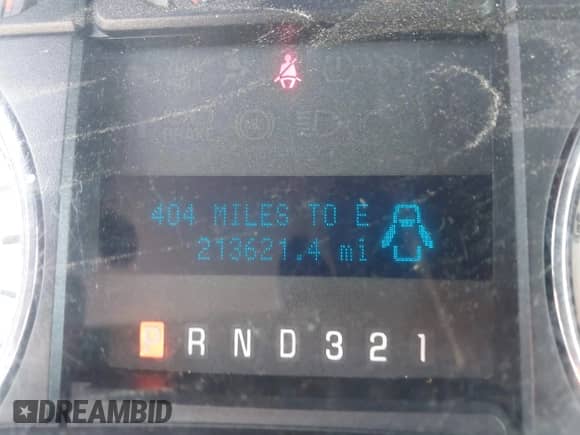 404 MILES TO E
213621.4 mi
P R N D 3 2 1
DREAMBID